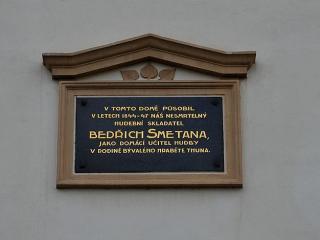 V TOMTO DOMĚ PŮSOBIL
V LETECH 1844-47 NÁŠ NESMRTELNÝ
HUDEBNÍ SKLADATEL
BEDŘICH SMETANA,
JAKO DOMÁCÍ UČITEL HUDBY
V RODINĚ BÝVALÉHO HRABĚTE THUNA.